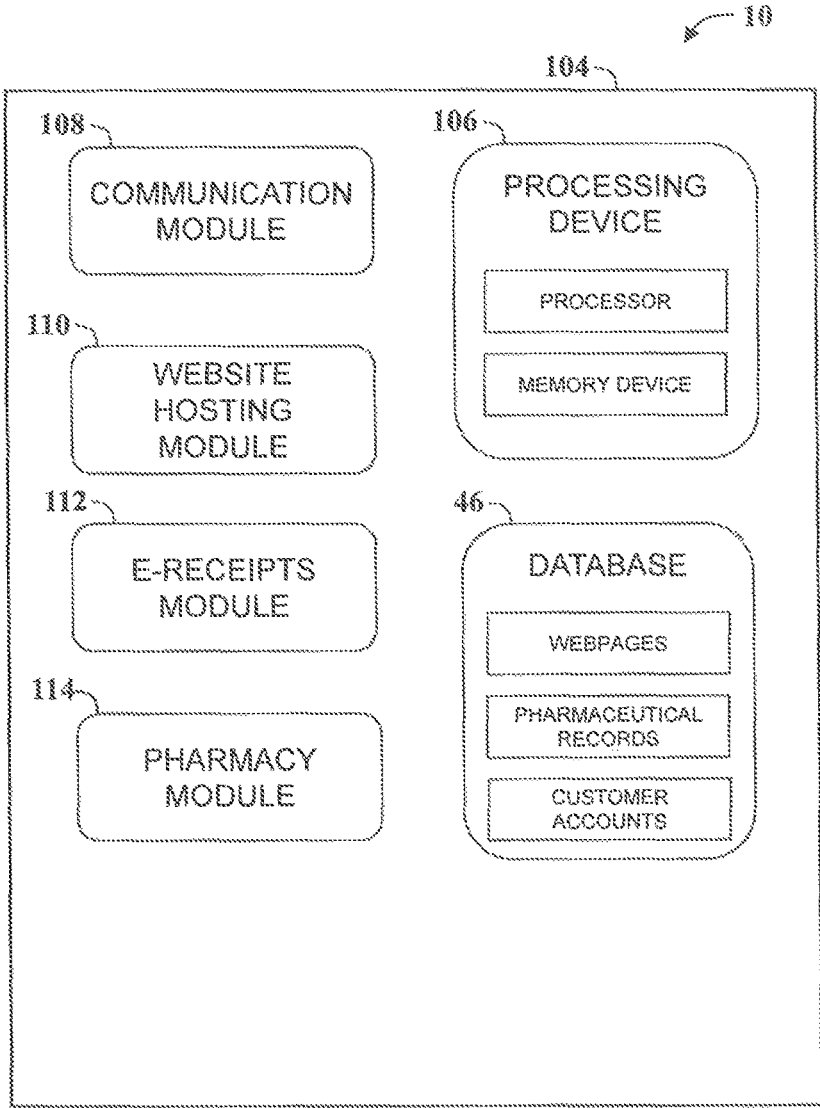 10
104
108
COMMUNICATION
MODULE
106
PROCESSING
DEVICE
PROCESSOR
MEMORY DEVICE
110
WEBSITE
HOSTING
MODULE
112
E-RECEIPTS
MODULE
46
DATABASE
WEBPAGES
PHARMACEUTICAL
RECORDS
CUSTOMER
ACCOUNTS
114
PHARMACY
MODULE